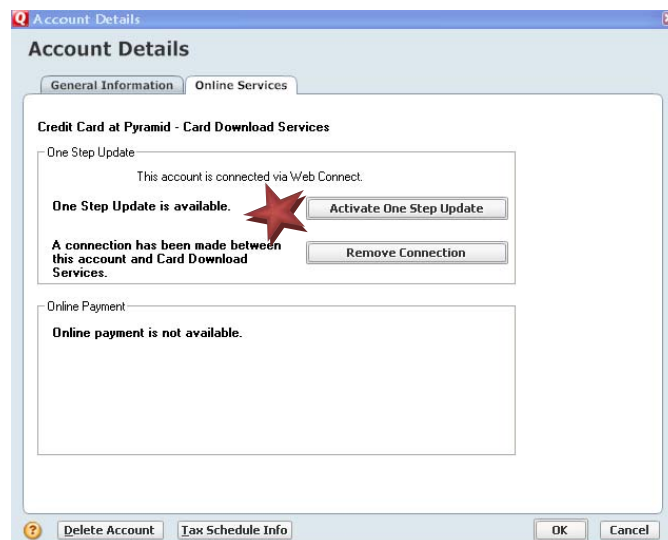 Account Details
Account Details
General Information
Online Services
Credit Card at Pyramid - Card Download Services
One Step Update
This account is connected via Web Connect.
One Step Update is available.
Activate One Step Update
A connection has been made between
this account and Card Download
Services.
Remove Connection
Online Payment
Online payment is not available.
Delete Account
Tax Schedule Info
OK
Cancel